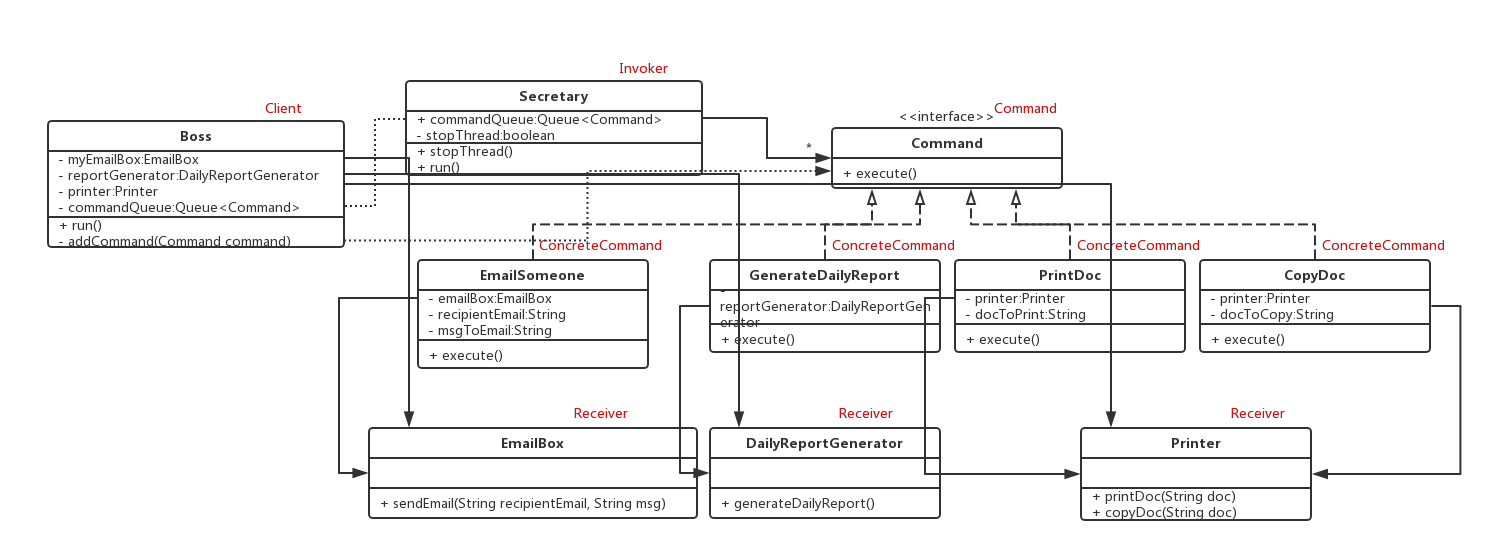 Invoker
Secretary
+ commandQueue:Queue<Command>
- stopThread:boolean
+ stopThread()
+ run()
Client
Boss
- myEmailBox:EmailBox
- reportGenerator:DailyReportGenerator
- printer:Printer
- commandQueue:Queue<Command>
+ run()
- addCommand(Command command)
Command
<<interface>>
Command
+ execute()
*
ConcreteCommand
EmailSomeone
- emailBox:EmailBox
- recipientEmail:String
- msgToEmail:String
+ execute()
ConcreteCommand
GenerateDailyReport
-
reportGenerator:DailyReportGen
erator
+ execute()
ConcreteCommand
PrintDoc
- printer:Printer
- docToPrint:String
+ execute()
ConcreteCommand
CopyDoc
- printer:Printer
- docToCopy:String
+ execute()
Receiver
EmailBox
+ sendEmail(String recipientEmail, String msg)
Receiver
DailyReportGenerator
+ generateDailyReport()
Receiver
Printer
+ printDoc(String doc)
+ copyDoc(String doc)